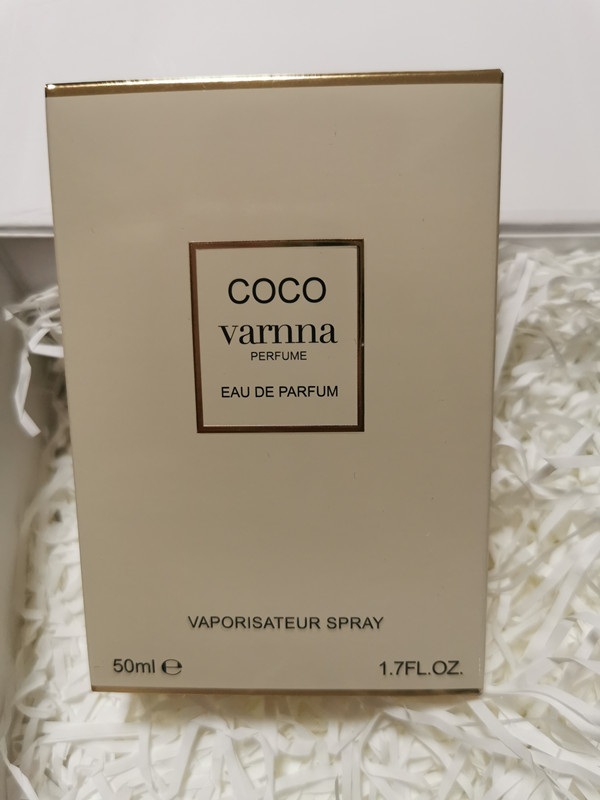 COCO
varnna
PERFUME
EAU DE PARFUM
VAPORISATEUR SPRAY
50ml ℮ 1.7FL.OZ.